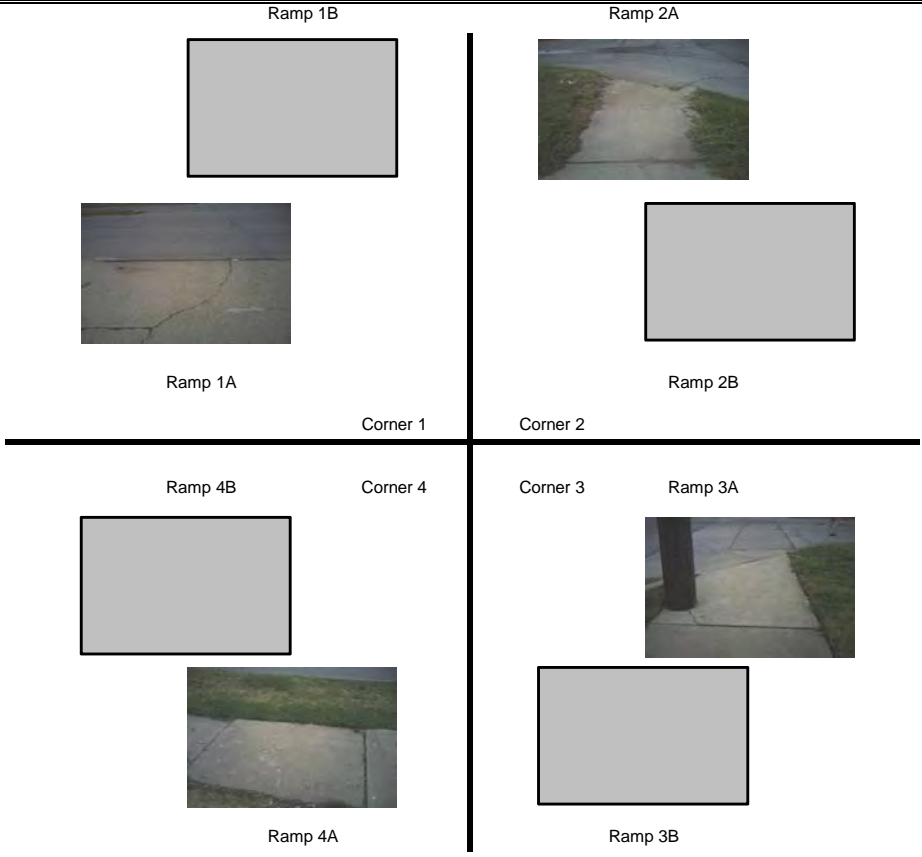 Ramp 1B Ramp 2A
Ramp 1A Ramp 2B
Corner 1 Corner 2
Ramp 4B Corner 4 Corner 3 Ramp 3A
Ramp 4A Ramp 3B